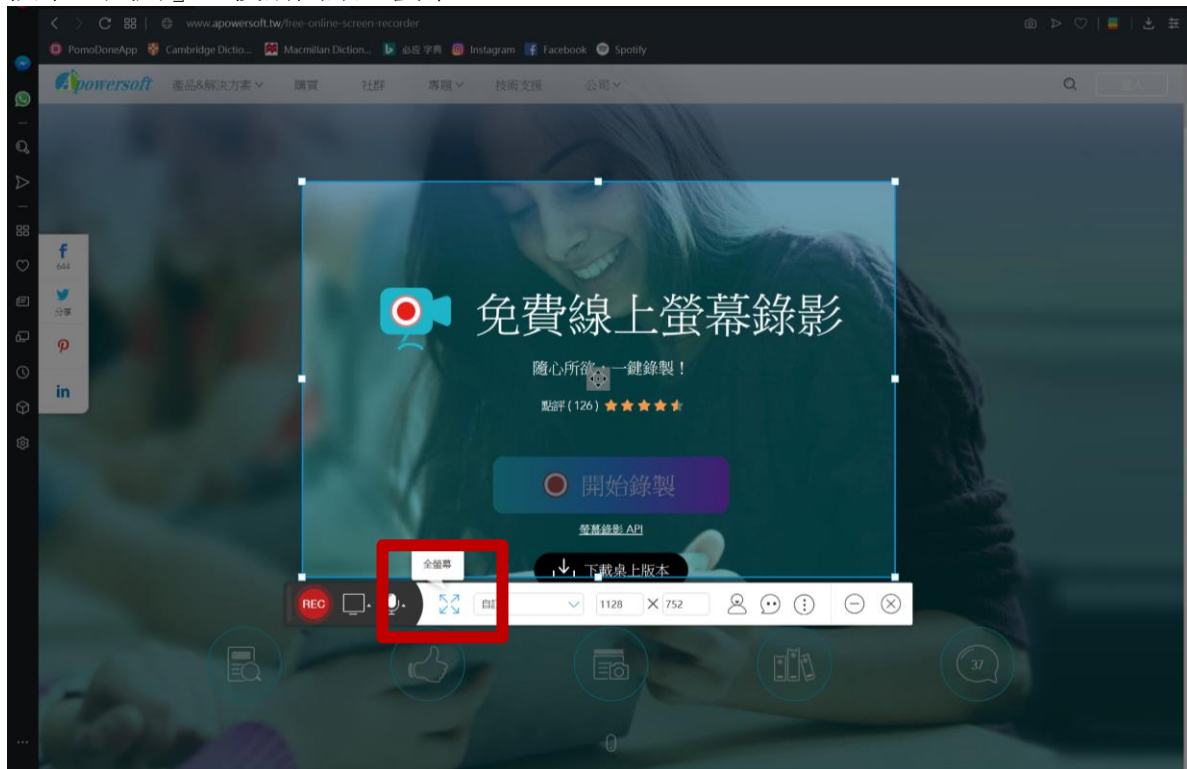 www.apowersoft.tw/free-online-screen-recorder
PomoDoneApp Cambridge Dictio... Macmillan Diction... 必应字典 Instagram Facebook Spotify
Apowersoft 產品&解決方案 購買 社群 專題 技術支援 公司 登入
644
分享
免費線上螢幕錄影
隨心所欲，一鍵錄製！
點評 ( 126 )
開始錄製
螢幕錄影 API
全螢幕
下載桌上版本
REC 1128 752
37